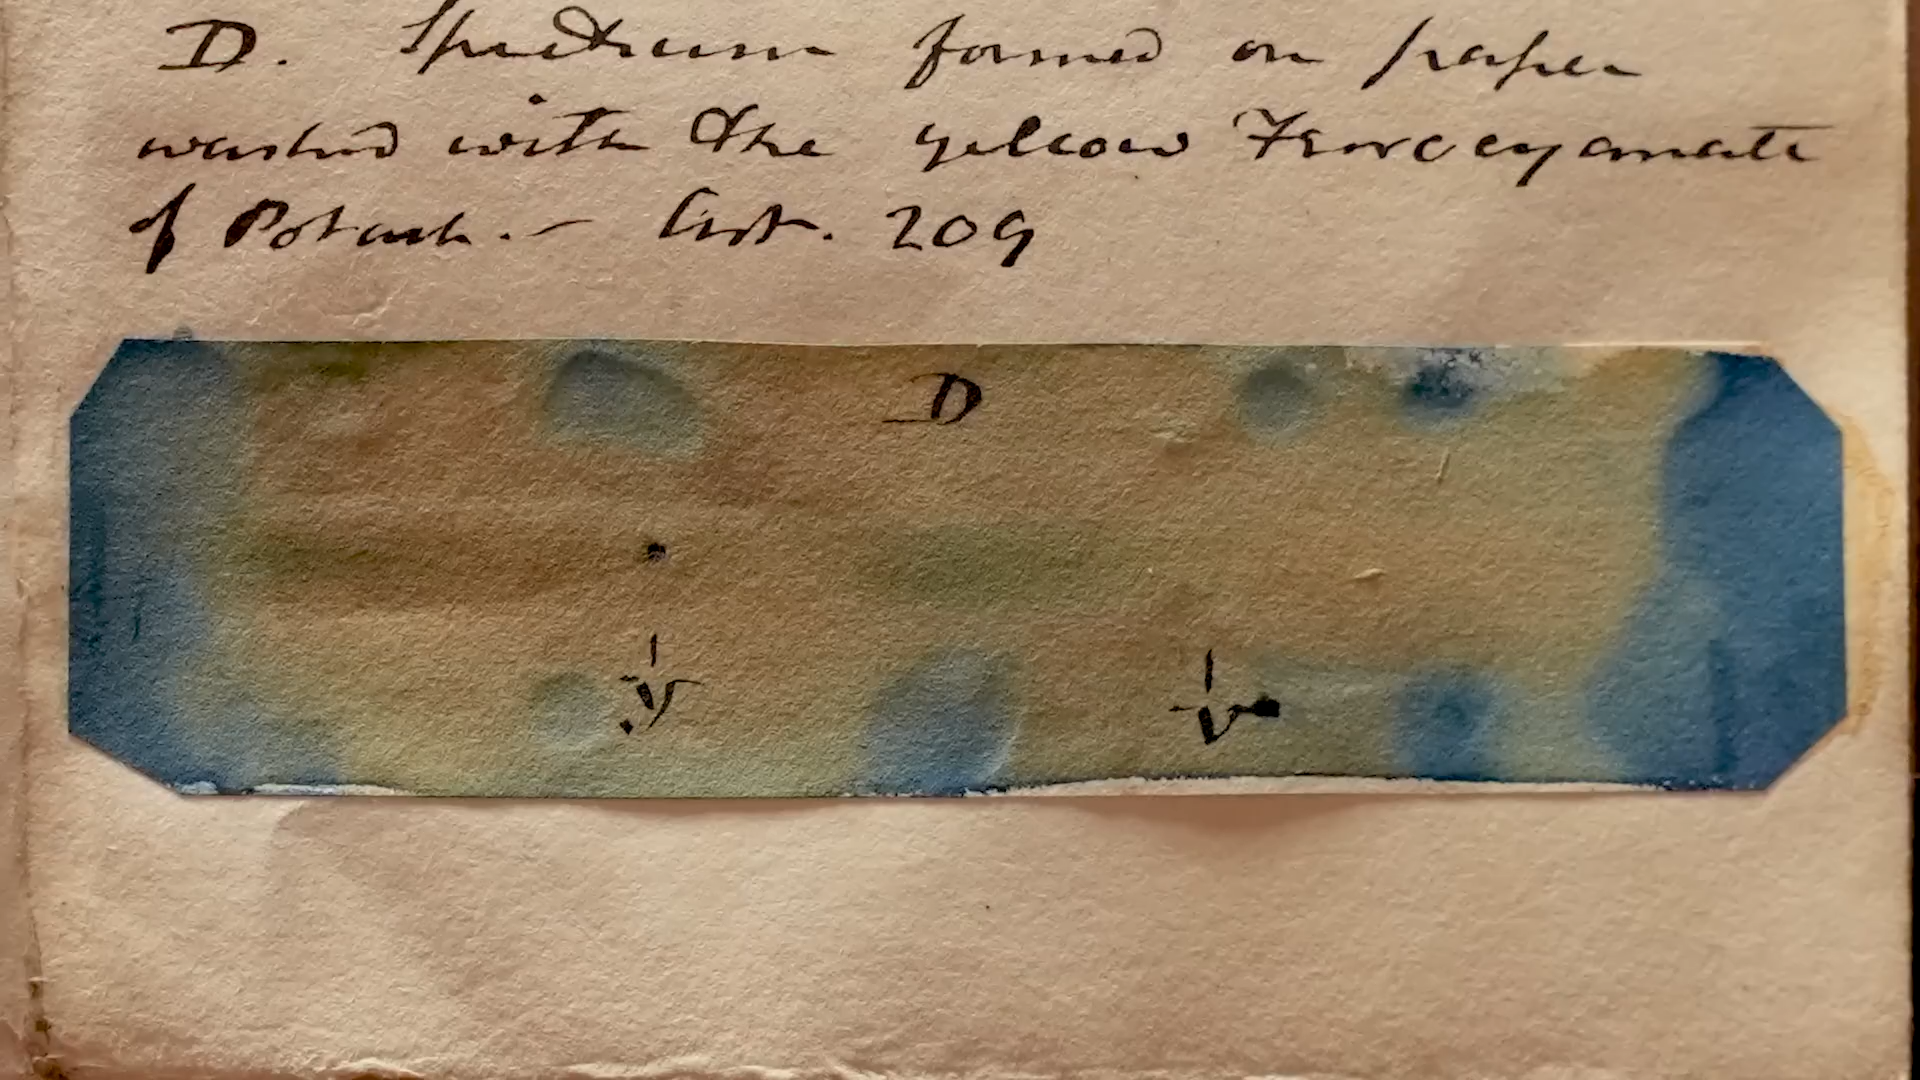 D. Spectrum formed on paper
washed with the yellow Ferrocyanate
of Potash. — Art. 209
D